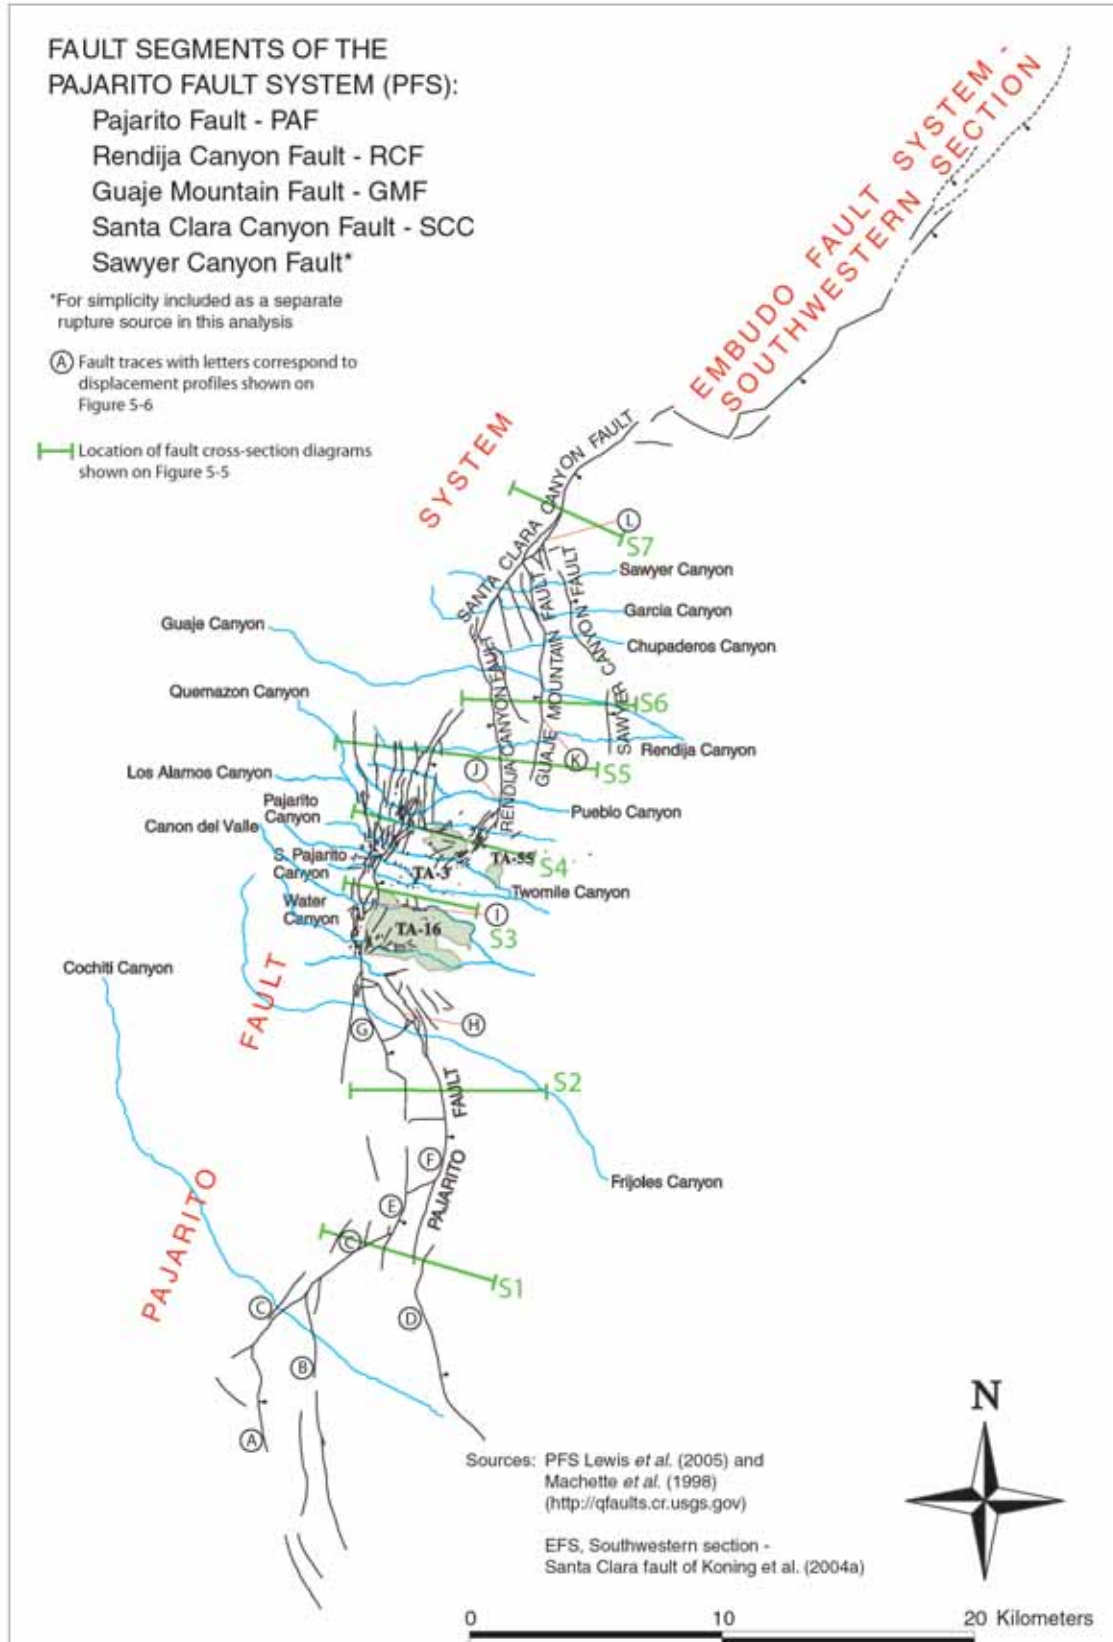 FAULT SEGMENTS OF THE
PAJARITO FAULT SYSTEM (PFS):
Pajarito Fault - PAF
Rendija Canyon Fault - RCF
Guaje Mountain Fault - GMF
Santa Clara Canyon Fault - SCC
Sawyer Canyon Fault*
*For simplicity included as a separate
rupture source in this analysis
A Fault traces with letters correspond to
displacement profiles shown on
Figure 5-6
Location of fault cross-section diagrams
shown on Figure 5-5
EMBUDO FAULT SYSTEM -
SOUTHWESTERN SECTION
SYSTEM
SANTA CLARA CANYON FAULT
L
S7
Sawyer Canyon
Garcia Canyon
Guaje Canyon
Chupaderos Canyon
RENDIJA CANYON FAULT
GUAJE MOUNTAIN FAULT
SAWYER CANYON FAULT
Quemazon Canyon
S6
Rendija Canyon
K
J
S5
Los Alamos Canyon
Pajarito
Canyon
Pueblo Canyon
Canon del Valle
S. Pajarito
Canyon
TA-55
S4
TA-3
Twomile Canyon
Water
Canyon
I
TA-16
S3
Cochiti Canyon
FAULT
G
H
S2
PAJARITO FAULT
F
Frijoles Canyon
E
PAJARITO
C
S1
C
D
B
A
N
Sources: PFS Lewis et al. (2005) and
Machette et al. (1998)
(http://qfaults.cr.usgs.gov)
EFS, Southwestern section -
Santa Clara fault of Koning et al. (2004a)
0 10 20 Kilometers